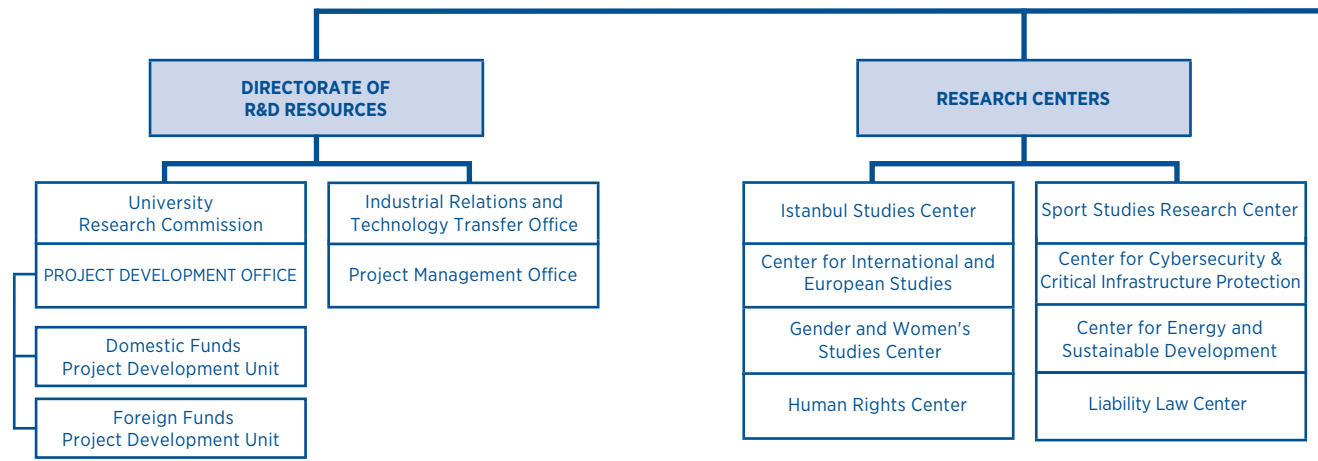 DIRECTORATE OF
R&D RESOURCES
University
Research Commission
PROJECT DEVELOPMENT OFFICE
Domestic Funds
Project Development Unit
Foreign Funds
Project Development Unit
Industrial Relations and
Technology Transfer Office
Project Management Office
RESEARCH CENTERS
Istanbul Studies Center
Center for International and
European Studies
Gender and Women's
Studies Center
Human Rights Center
Sport Studies Research Center
Center for Cybersecurity &
Critical Infrastructure Protection
Center for Energy and
Sustainable Development
Liability Law Center